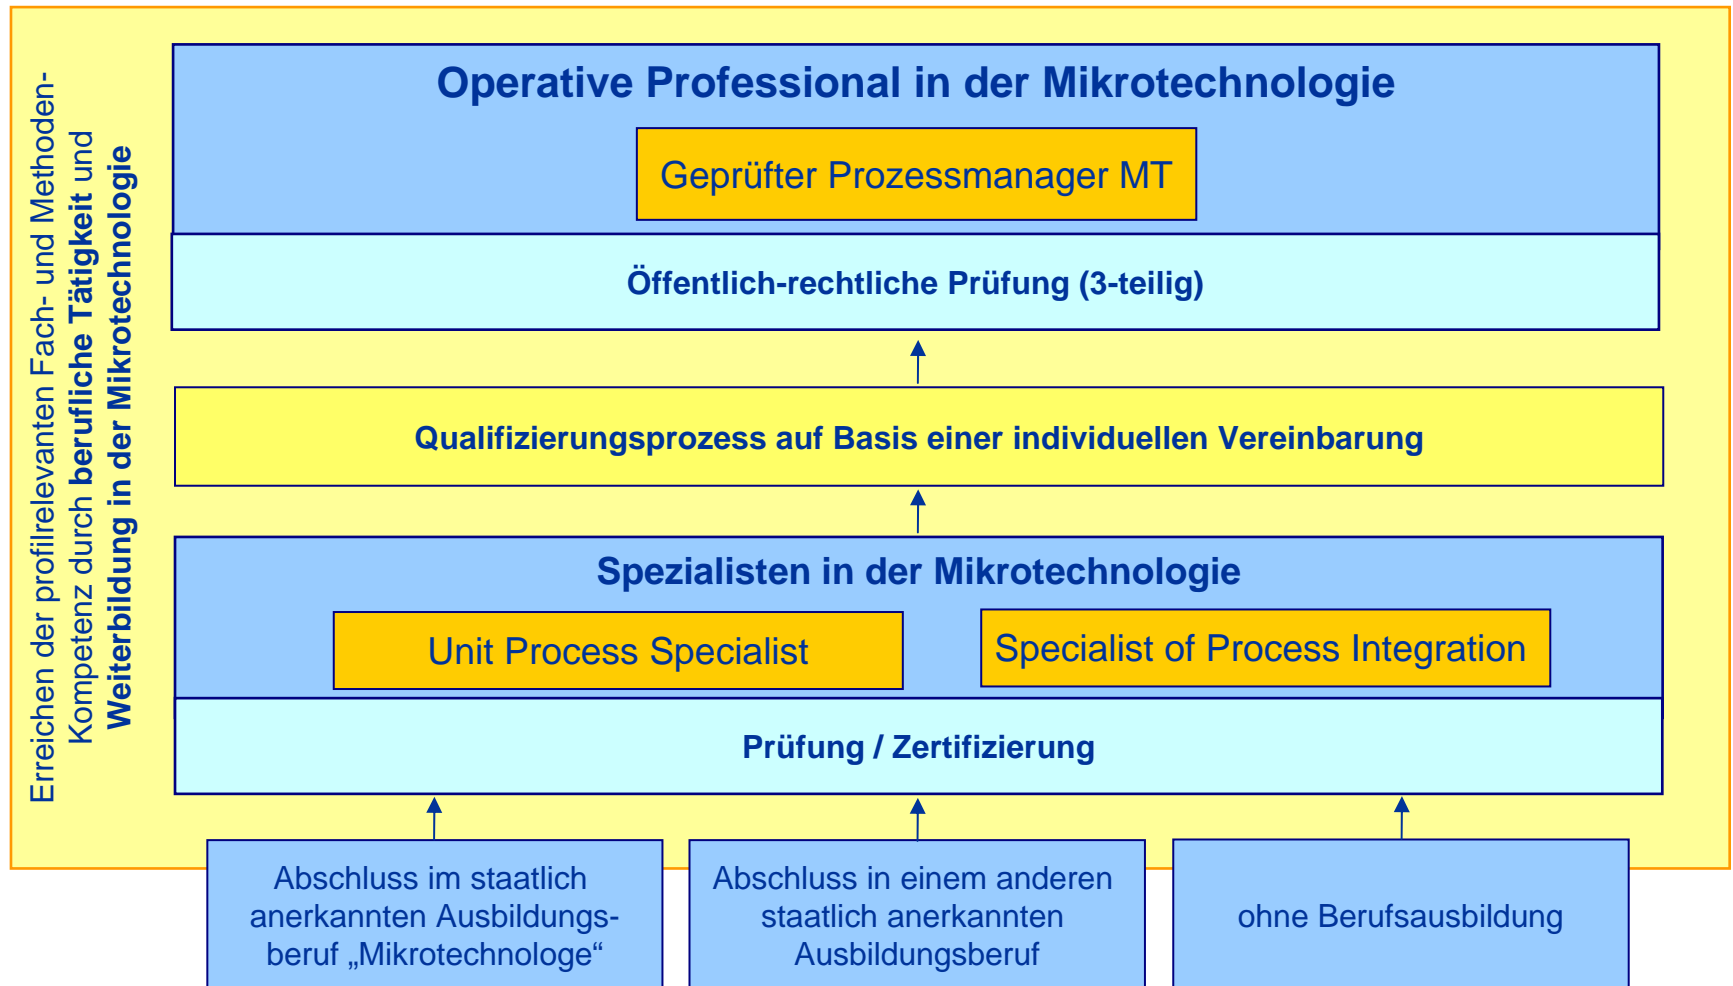 Erreichen der profilrelevanten Fach- und Methoden-
Kompetenz durch berufliche Tätigkeit und
Weiterbildung in der Mikrotechnologie
Operative Professional in der Mikrotechnologie
Geprüfter Prozessmanager MT
Öffentlich-rechtliche Prüfung (3-teilig)
Qualifizierungsprozess auf Basis einer individuellen Vereinbarung
Spezialisten in der Mikrotechnologie
Unit Process Specialist
Specialist of Process Integration
Prüfung / Zertifizierung
Abschluss im staatlich
anerkannten Ausbildungs-
beruf „Mikrotechnologe“
Abschluss in einem anderen
staatlich anerkannten
Ausbildungsberuf
ohne Berufsausbildung